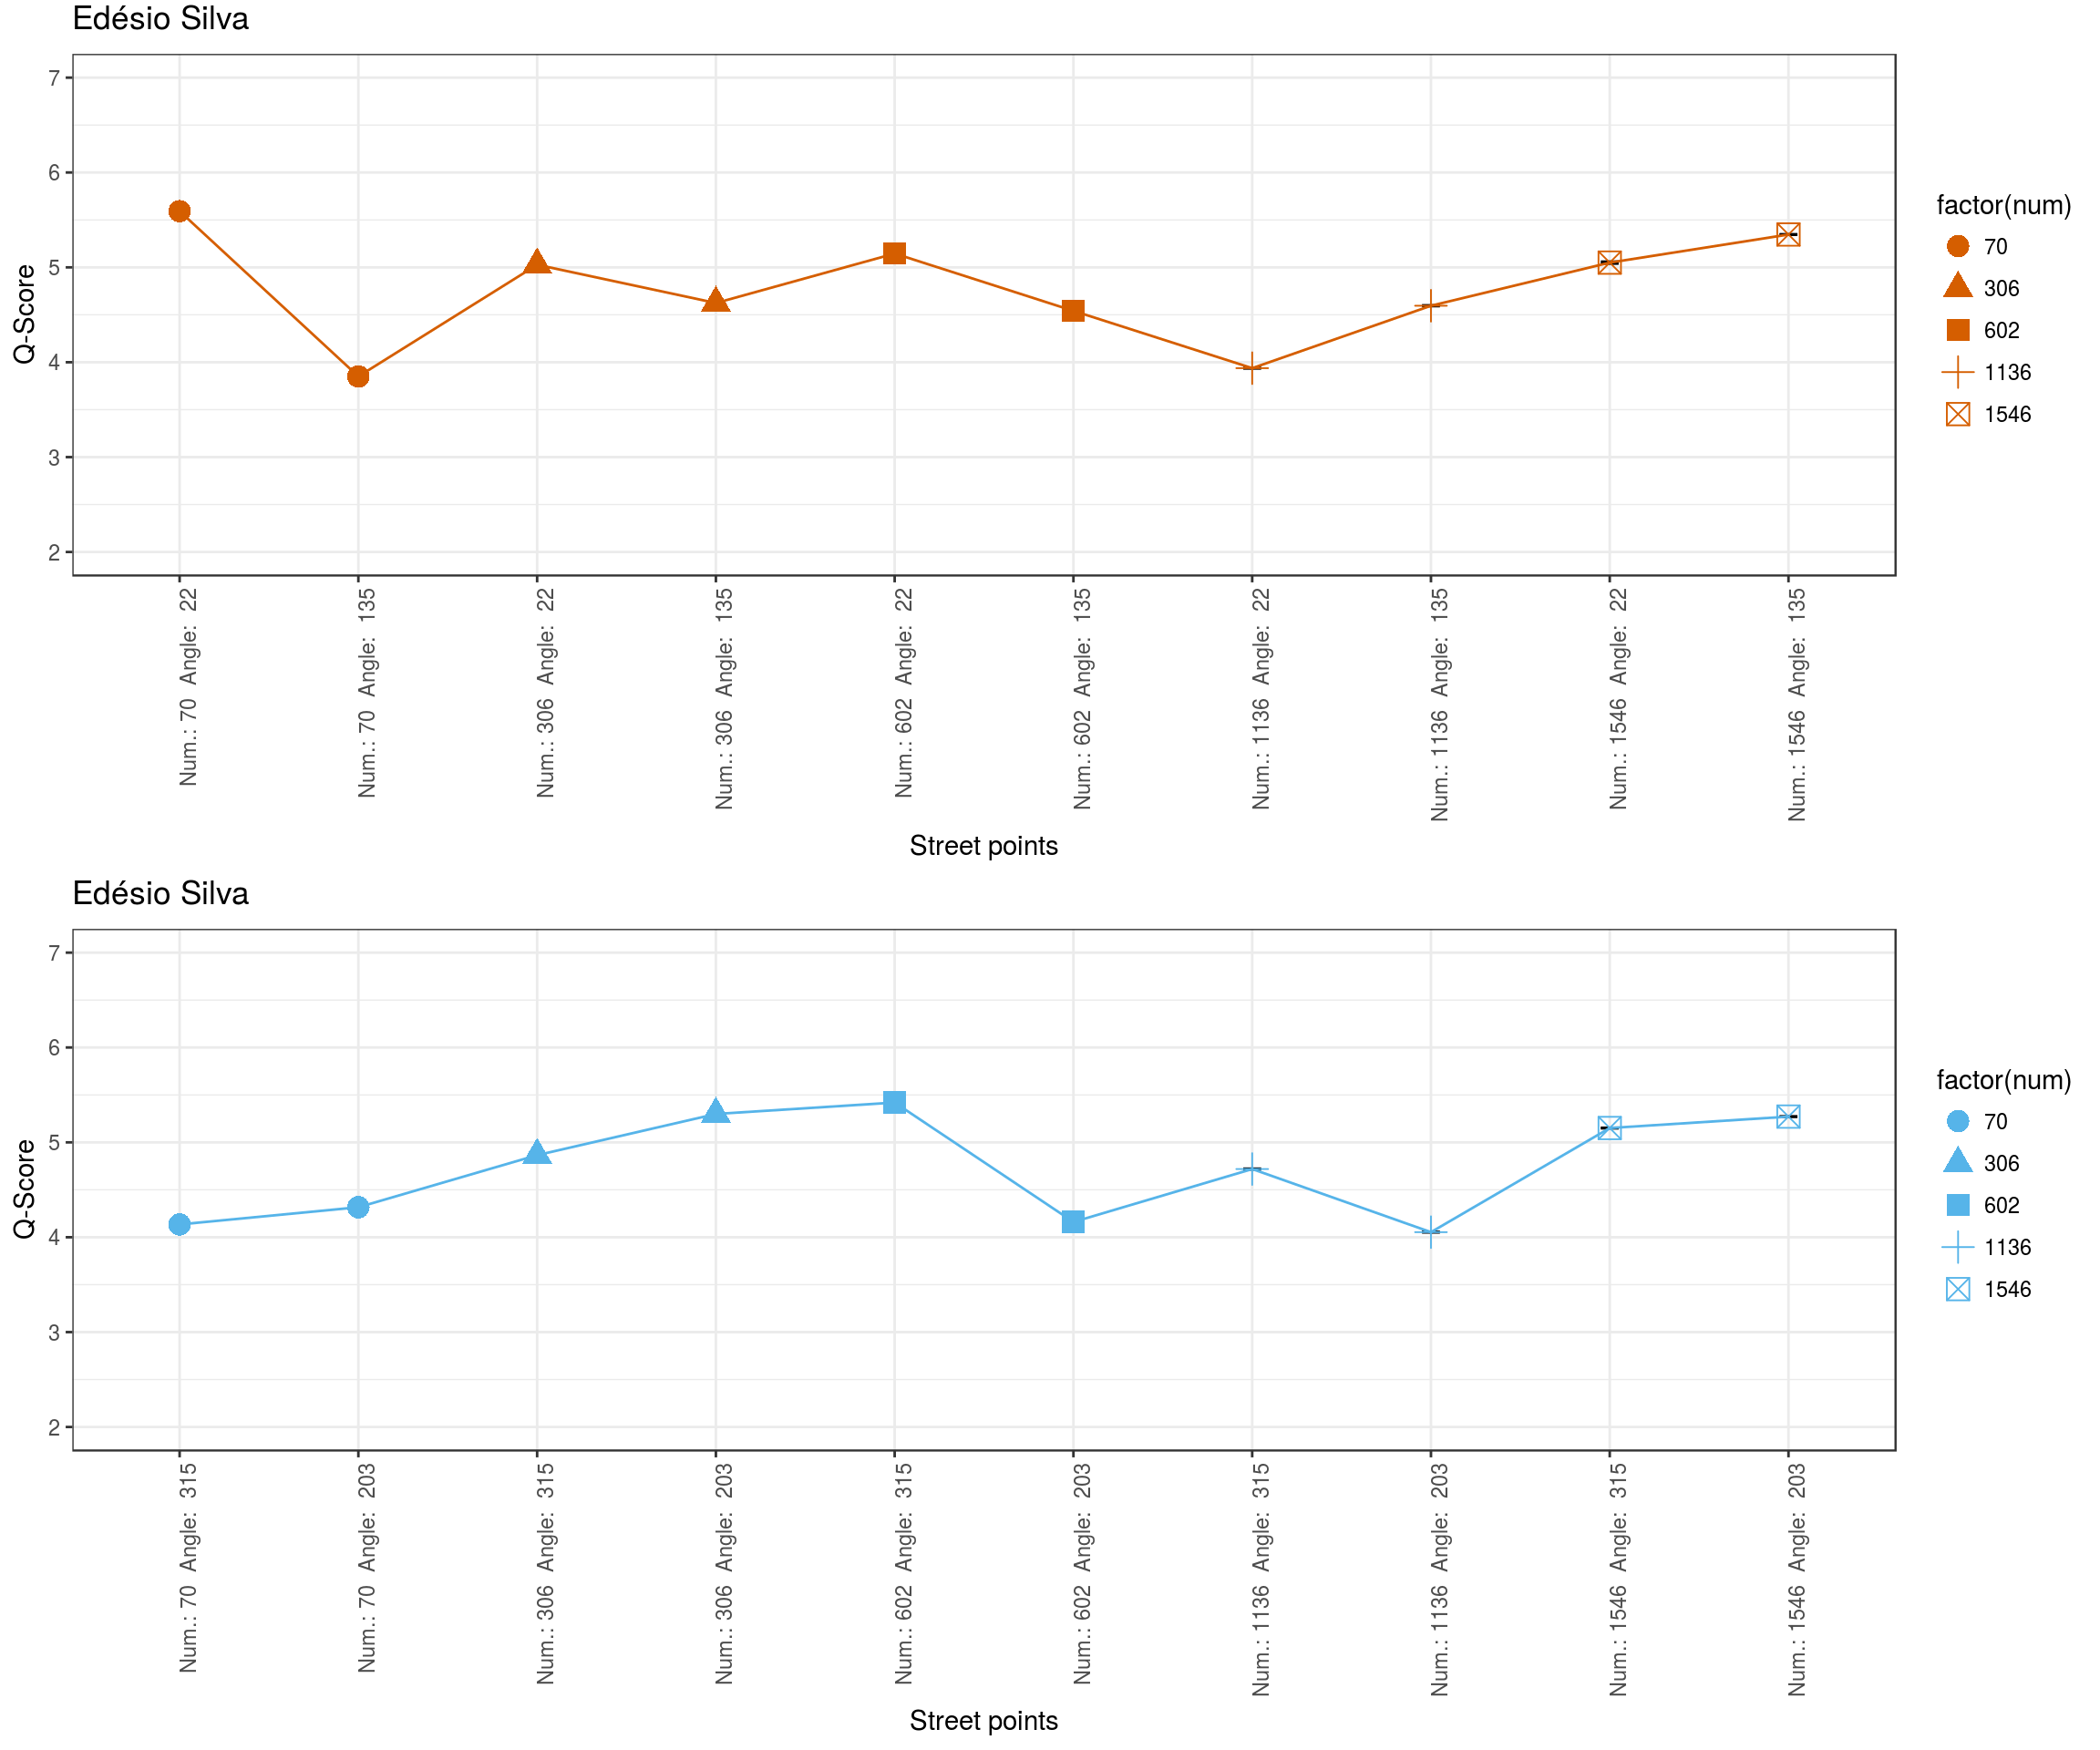 Edésio Silva
7
6
5
4
3
2
Q-Score
Num.: 70 Angle: 22
Num.: 70 Angle: 135
Num.: 306 Angle: 22
Num.: 306 Angle: 135
Num.: 602 Angle: 22
Num.: 602 Angle: 135
Num.: 1136 Angle: 22
Num.: 1136 Angle: 135
Num.: 1546 Angle: 22
Num.: 1546 Angle: 135
Street points
factor(num)
70
306
602
1136
1546
Edésio Silva
7
6
5
4
3
2
Q-Score
Num.: 70 Angle: 315
Num.: 70 Angle: 203
Num.: 306 Angle: 315
Num.: 306 Angle: 203
Num.: 602 Angle: 315
Num.: 602 Angle: 203
Num.: 1136 Angle: 315
Num.: 1136 Angle: 203
Num.: 1546 Angle: 315
Num.: 1546 Angle: 203
Street points
factor(num)
70
306
602
1136
1546